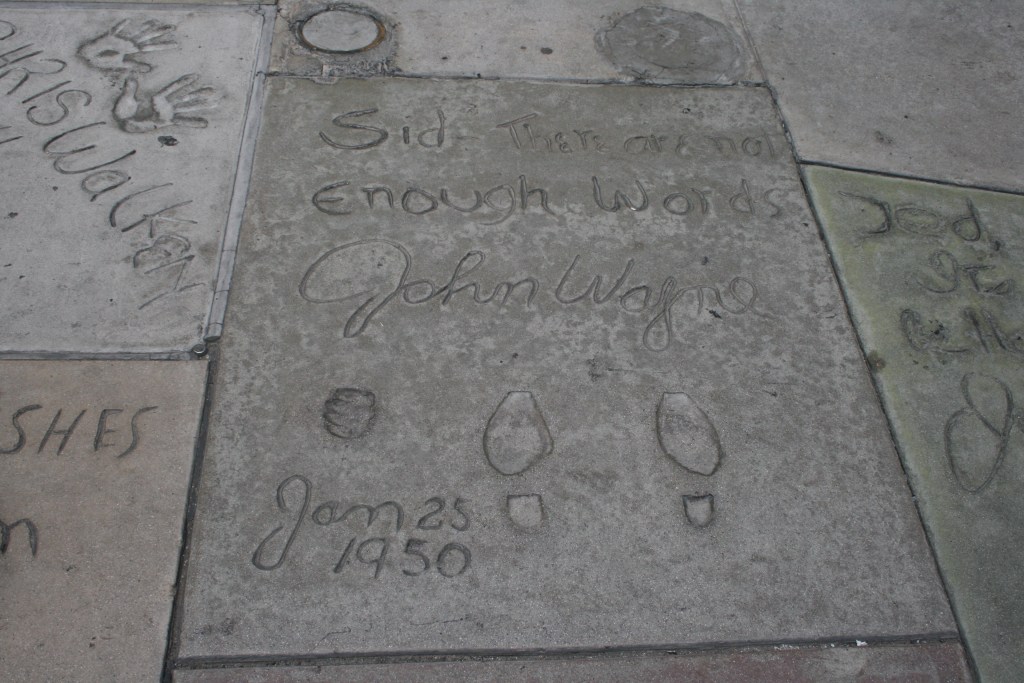 CHRIS Walken
Sid - There are not
Enough Words
John Wayne
Jan 25
1950
SHES